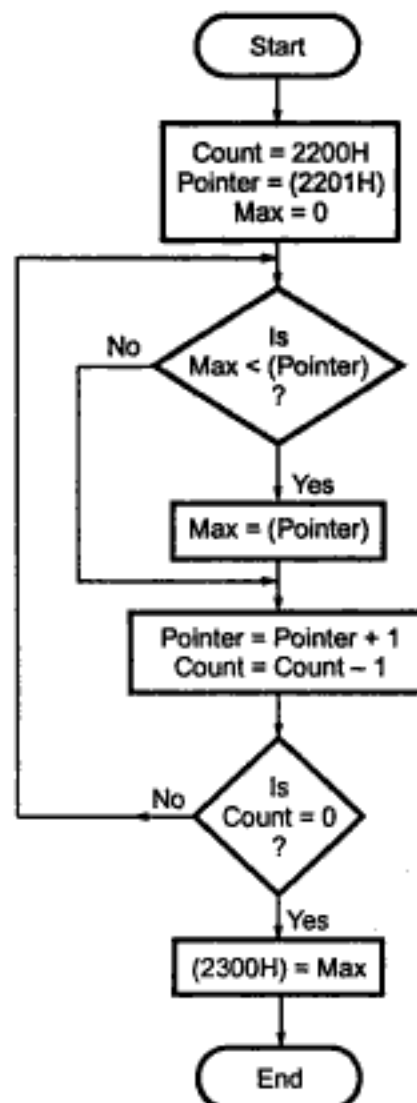 Start
Count = 2200H
Pointer = (2201H)
Max = 0
Is
Max < (Pointer)
?
No
Yes
Max = (Pointer)
Pointer = Pointer + 1
Count = Count – 1
Is
Count = 0
?
No
Yes
(2300H) = Max
End